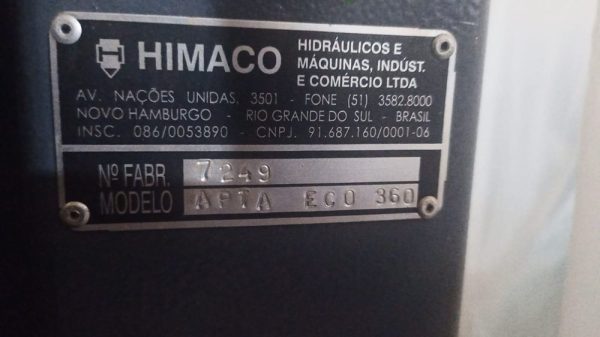 HIMACO
HIDRÁULICOS E
MÁQUINAS, INDÚST.
E COMÉRCIO LTDA
AV. NAÇÕES UNIDAS, 3501 - FONE (51) 3582.8000
NOVO HAMBURGO - RIO GRANDE DO SUL - BRASIL
INSC. 086/0053890 - CNPJ. 91.687.160/0001-06
Nº FABR. 7249
MODELO APTA ECO 360